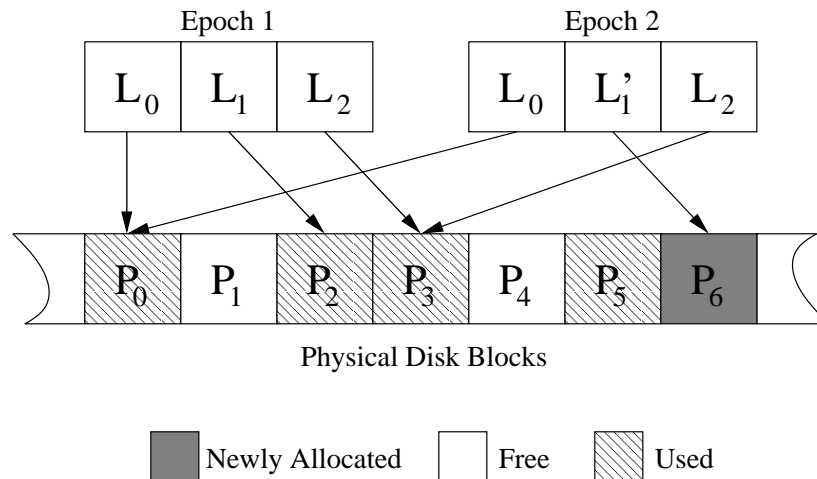 Epoch 1 Epoch 2
L0 L1 L2 L0 L1’ L2
P0 P1 P2 P3 P4 P5 P6
Physical Disk Blocks
Newly Allocated Free Used